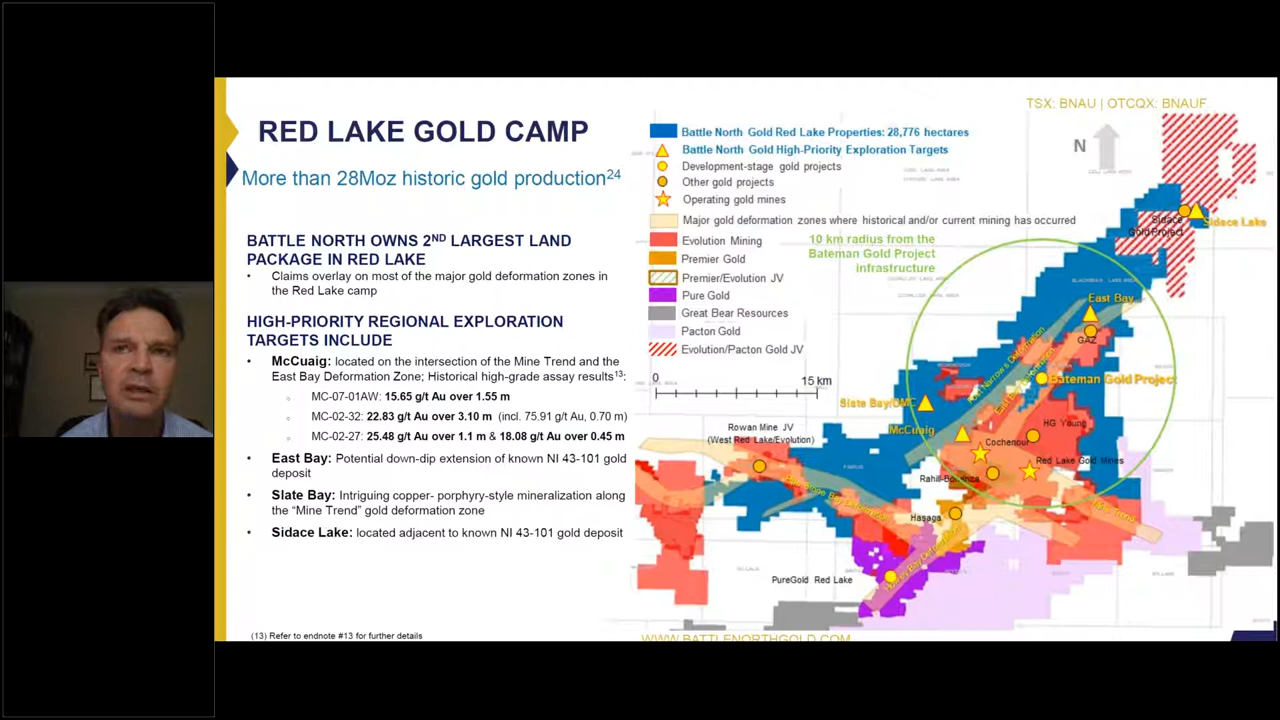 TSX: BNAU | OTCQX: BNAUF
RED LAKE GOLD CAMP
More than 28Moz historic gold production24
BATTLE NORTH OWNS 2ND LARGEST LAND
PACKAGE IN RED LAKE
• Claims overlay on most of the major gold deformation zones in
the Red Lake camp
HIGH-PRIORITY REGIONAL EXPLORATION
TARGETS INCLUDE
• McCuaig: located on the intersection of the Mine Trend and the
East Bay Deformation Zone; Historical high-grade assay results13:
MC-07-01AW: 15.65 g/t Au over 1.55 m
MC-02-32: 22.83 g/t Au over 3.10 m (incl. 75.91 g/t Au, 0.70 m)
MC-02-27: 25.48 g/t Au over 1.1 m & 18.08 g/t Au over 0.45 m
• East Bay: Potential down-dip extension of known NI 43-101 gold
deposit
• Slate Bay: Intriguing copper- porphyry-style mineralization along
the “Mine Trend” gold deformation zone
• Sidace Lake: located adjacent to known NI 43-101 gold deposit
(13) Refer to endnote #13 for further details
Battle North Gold Red Lake Properties: 28,776 hectares
Battle North Gold High-Priority Exploration Targets
Development-stage gold projects
Other gold projects
Operating gold mines
Major gold deformation zones where historical and/or current mining has occurred
Evolution Mining
Premier Gold
Premier/Evolution JV
Pure Gold
Great Bear Resources
Pacton Gold
Evolution/Pacton Gold JV
0
15 km
10 km radius from the
Bateman Gold Project
infrastructure
N
Sidace
Gold Project
Sidace Lake
East Bay
GAZ
Bateman Gold Project
Slate Bay/DMC
McCuaig
HG Young
Cochenour
Red Lake Gold Mines
Rahill-Bonanza
Rowan Mine JV
(West Red Lake/Evolution)
Hasaga
PureGold Red Lake
Mine Trend
WWW.BATTLENORTHGOLD.COM